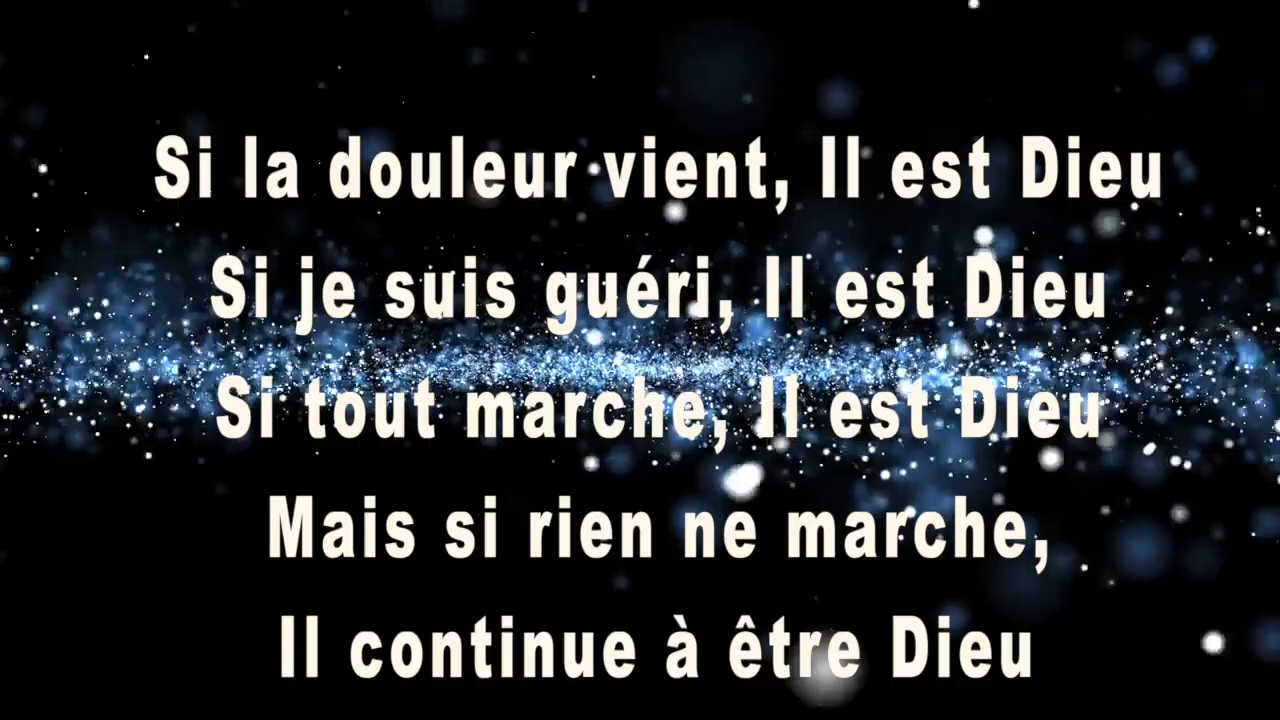 Si la douleur vient, Il est Dieu
Si je suis guéri, Il est Dieu
Si tout marche, Il est Dieu
Mais si rien ne marche,
Il continue à être Dieu